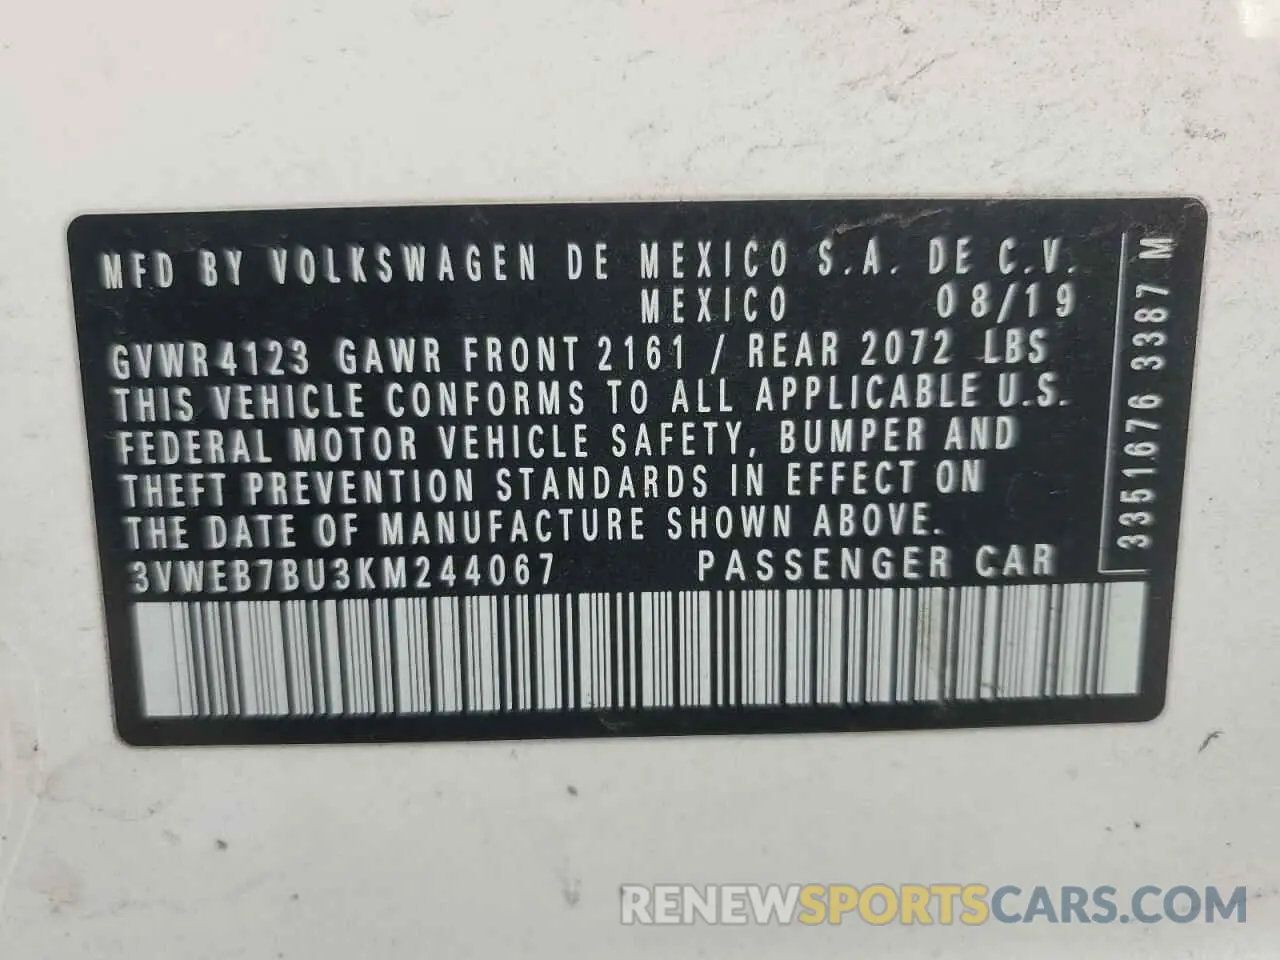 MFD BY VOLKSWAGEN DE MEXICO S.A. DE C.V.
MEXICO 08/19
GVWR 4123 GAWR FRONT 2161 / REAR 2072 LBS
THIS VEHICLE CONFORMS TO ALL APPLICABLE U.S.
FEDERAL MOTOR VEHICLE SAFETY, BUMPER AND
THEFT PREVENTION STANDARDS IN EFFECT ON
THE DATE OF MANUFACTURE SHOWN ABOVE.
3VWEB7BU3KM244067 PASSENGER CAR
3351676 3387 M
RENEWSPORTSCARS.COM